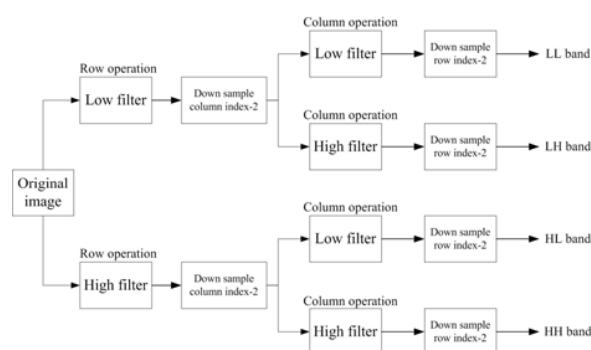 Column operation
Low filter
Down sample
row index-2
LL band
Row operation
Low filter
Down sample
column index-2
Column operation
High filter
Down sample
row index-2
LH band
Original
image
Column operation
Low filter
Down sample
row index-2
HL band
Row operation
High filter
Down sample
column index-2
Column operation
High filter
Down sample
row index-2
HH band